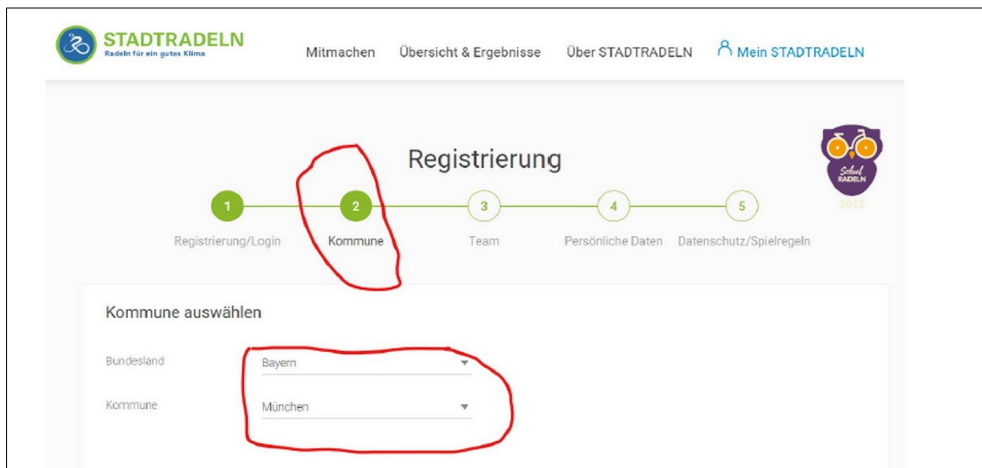 STADTRADELN
Radeln für ein gutes Klima
Mitmachen Übersicht & Ergebnisse Über STADTRADELN Mein STADTRADELN
Registrierung
Schul
RADELN
2022
1 2 3 4 5
Registrierung/Login Kommune Team Persönliche Daten Datenschutz/Spielregeln
Kommune auswählen
Bundesland Bayern
Kommune München